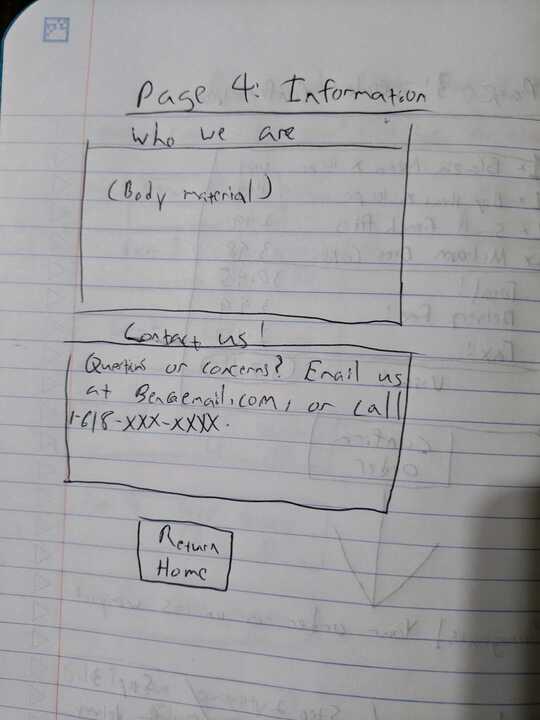 Page 4: Information
Who we are
(Body material)
Contact us!
Questions or concerns? Email us
at Ben@email.com, or call
1-618-XXX-XXXX.
Return
Home